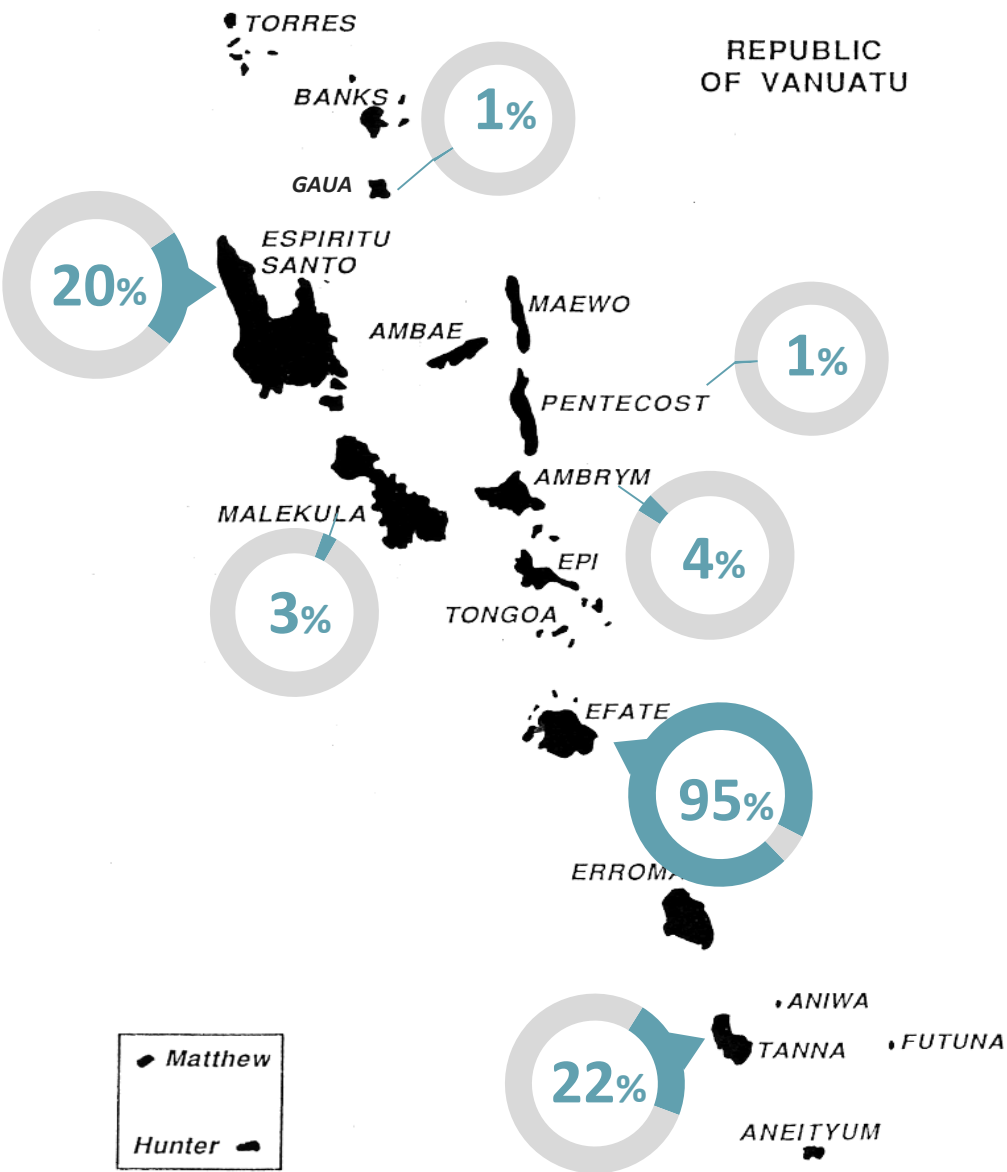 TORRES
REPUBLIC
OF VANUATU
BANKS
1%
GAUA
ESPIRITU
SANTO
20%
MAEWO
AMBAE
1%
PENTECOST
AMBRYM
MALEKULA
4%
EPI
3%
TONGOA
EFATE
95%
ERROMA
ANIWA
TANNA
FUTUNA
Matthew
22%
ANEITYUM
Hunter